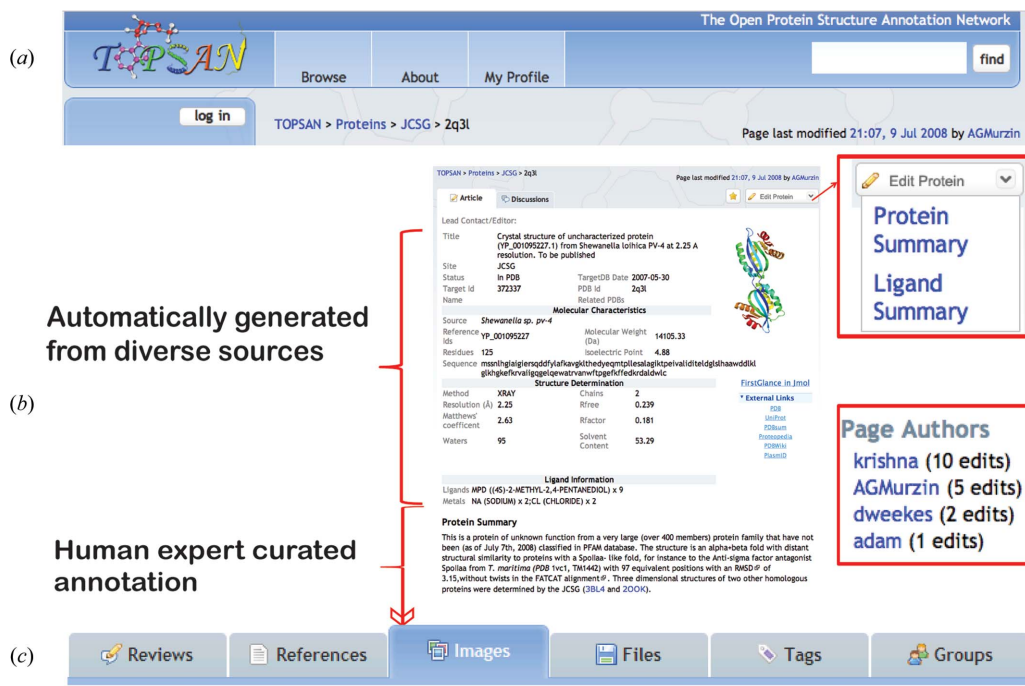 The Open Protein Structure Annotation Network
(a)
TOPSAN
Browse About My Profile
find
log in
TOPSAN > Proteins > JCSG > 2q3l
Page last modified 21:07, 9 Jul 2008 by AGMurzin
TOPSAN > Proteins > JCSG > 2q3l
Page last modified 21:07, 9 Jul 2008 by AGMurzin
Article Discussions
Edit Protein
Edit Protein
Protein
Summary
Ligand
Summary
Automatically generated
from diverse sources
(b)
Lead Contact/Editor:
Title Crystal structure of uncharacterized protein
(YP_001095227.1) from Shewanella loihica PV-4 at 2.25 A
resolution. To be published
Site JCSG
Status In PDB TargetDB Date 2007-05-30
Target Id 372337 PDB Id 2q3l
Name Related PDBs
Molecular Characteristics
Source Shewanella sp. pv-4
Reference Ids YP_001095227 Molecular Weight (Da) 14105.33
Residues 125 Isoelectric Point 4.88
Sequence mssnlhgiaigiersqddfylafkavgklthedyeqmtpllesalagiktpeivaliditeldglslhaawddlkl
glkhgkefkrvaiigqgelqewatrvanwftpgefkffedkrdaldwlc
Structure Determination
Method XRAY Chains 2
Resolution (Å) 2.25 Rfree 0.239
Matthews' coefficent 2.63 Rfactor 0.181
Waters 95 Solvent Content 53.29
FirstGlance in Jmol
External Links
PDB
UniProt
PDBsum
Proteopedia
PDBWiki
PlasmID
Page Authors
krishna (10 edits)
AGMurzin (5 edits)
dweekes (2 edits)
adam (1 edits)
Ligand Information
Ligands MPD ((4S)-2-METHYL-2,4-PENTANEDIOL) x 9
Metals NA (SODIUM) x 2;CL (CHLORIDE) x 2
Human expert curated
annotation
Protein Summary
This is a protein of unknown function from a very large (over 400 members) protein family that have not
been (as of July 7th, 2008) classified in PFAM database. The structure is an alpha+beta fold with distant
structural similarity to proteins with a SpoIIaa- like fold, for instance to the Anti-sigma factor antagonist
SpoIIaa from T. maritima (PDB 1vc1, TM1442) with 97 equivalent positions with an RMSD of
3.15,without twists in the FATCAT alignment. Three dimensional structures of two other homologous
proteins were determined by the JCSG (3BL4 and 2OOK).
(c)
Reviews References Images Files Tags Groups